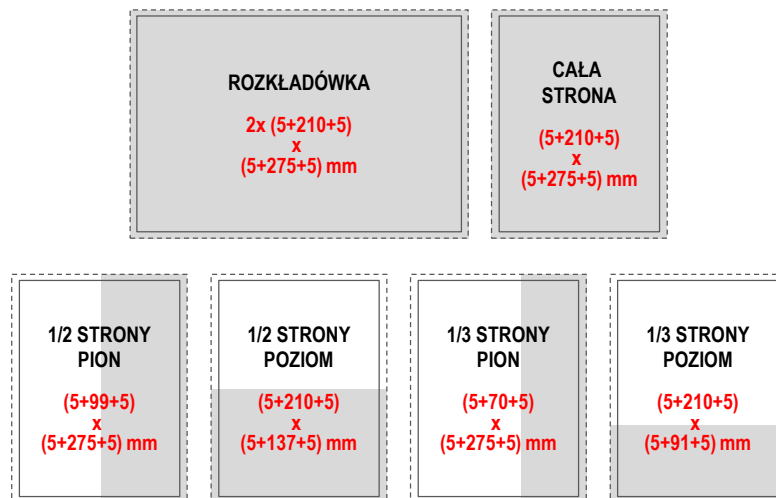 ROZKŁADÓWKA
2x (5+210+5)
x
(5+275+5) mm
CAŁA
STRONA
(5+210+5)
x
(5+275+5) mm
1/2 STRONY
PION
(5+99+5)
x
(5+275+5) mm
1/2 STRONY
POZIOM
(5+210+5)
x
(5+137+5) mm
1/3 STRONY
PION
(5+70+5)
x
(5+275+5) mm
1/3 STRONY
POZIOM
(5+210+5)
x
(5+91+5) mm